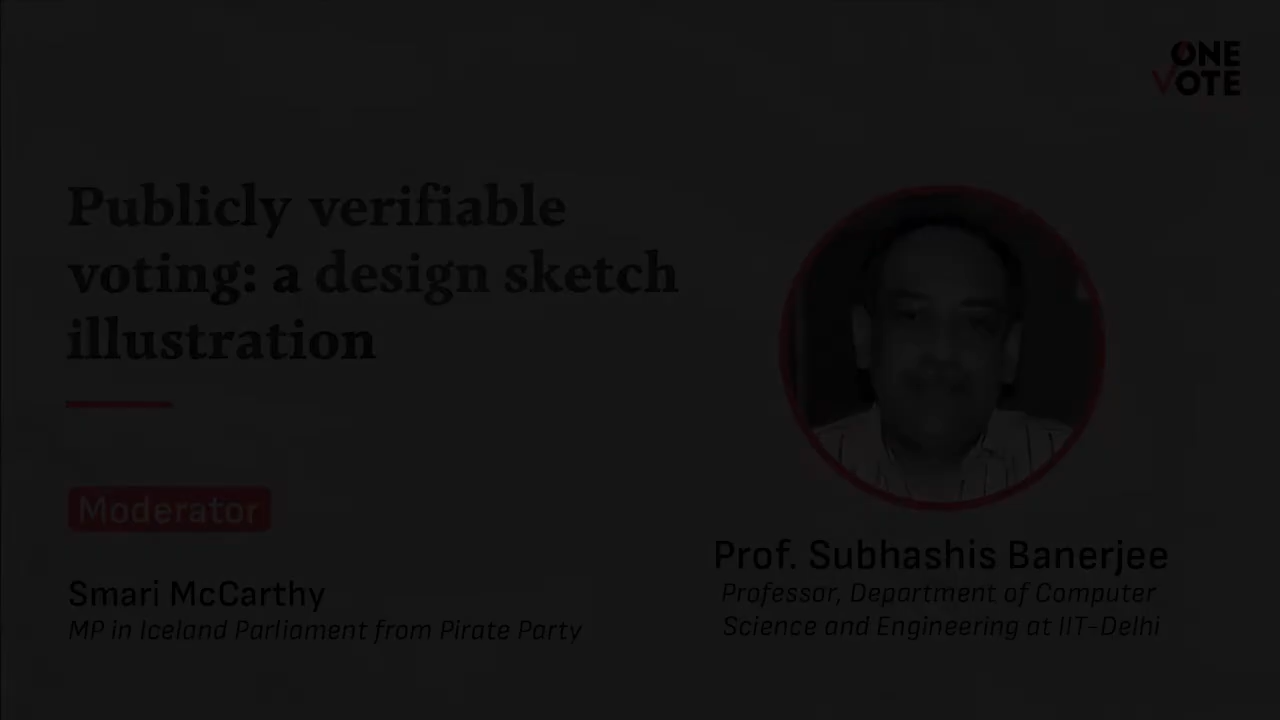 ONE
VOTE
Publicly verifiable
voting: a design sketch
illustration
Moderator
Smari McCarthy
MP in Iceland Parliament from Pirate Party
Prof. Subhashis Banerjee
Professor, Department of Computer
Science and Engineering at IIT-Delhi